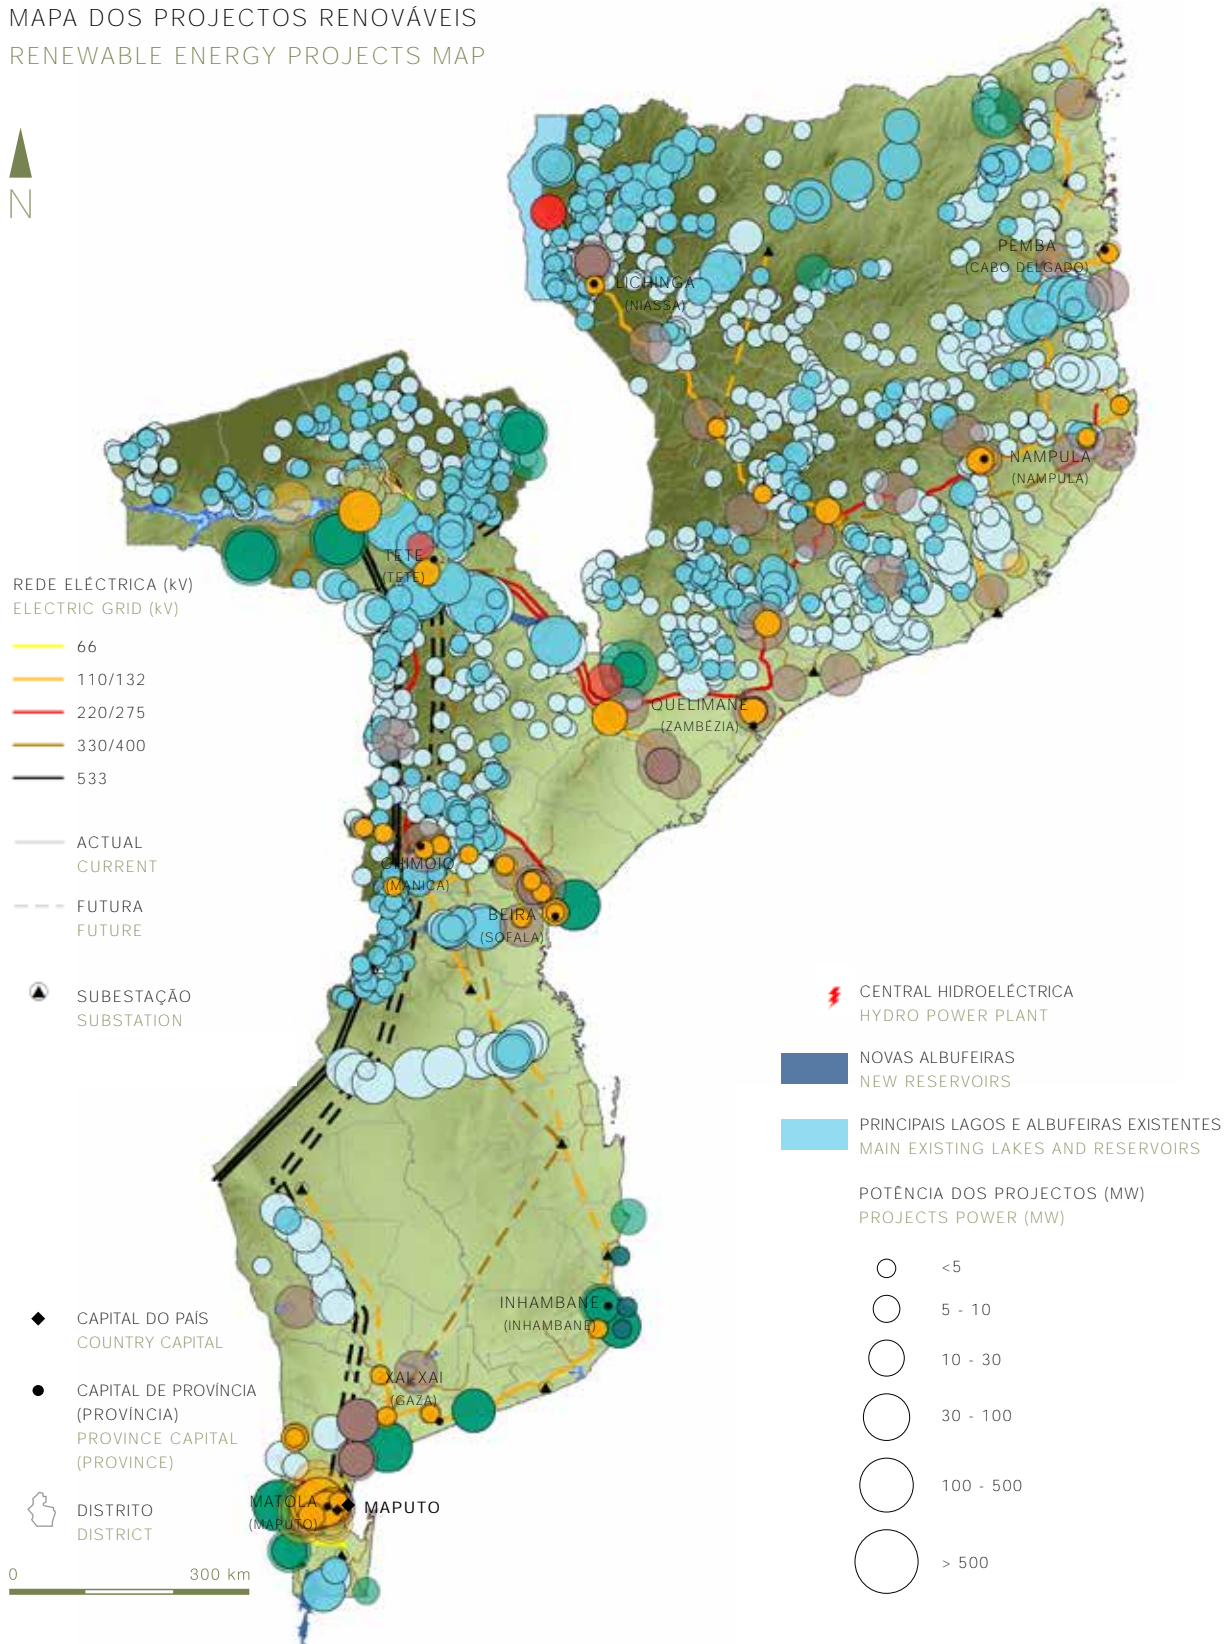 MAPA DOS PROJECTOS RENOVÁVEIS
RENEWABLE ENERGY PROJECTS MAP
N
PEMBA
(CABO DELGADO)
LICHINGA
(NIASSA)
NAMPULA
(NAMPULA)
TETE
(TETE)
REDE ELÉCTRICA (kV)
ELECTRIC GRID (kV)
66
110/132
220/275
330/400
533
ACTUAL
CURRENT
FUTURA
FUTURE
SUBESTAÇÃO
SUBSTATION
QUELIMANE
(ZAMBÉZIA)
CHIMOIO
(MANICA)
BEIRA
(SOFALA)
CENTRAL HIDROELÉCTRICA
HYDRO POWER PLANT
NOVAS ALBUFEIRAS
NEW RESERVOIRS
PRINCIPAIS LAGOS E ALBUFEIRAS EXISTENTES
MAIN EXISTING LAKES AND RESERVOIRS
POTÊNCIA DOS PROJECTOS (MW)
PROJECTS POWER (MW)
<5
5 - 10
10 - 30
30 - 100
100 - 500
> 500
INHAMBANE
(INHAMBANE)
XAI-XAI
(GAZA)
CAPITAL DO PAÍS
COUNTRY CAPITAL
CAPITAL DE PROVÍNCIA
(PROVÍNCIA)
PROVINCE CAPITAL
(PROVINCE)
DISTRITO
DISTRICT
MATOLA
(MAPUTO)
MAPUTO
0 300 km